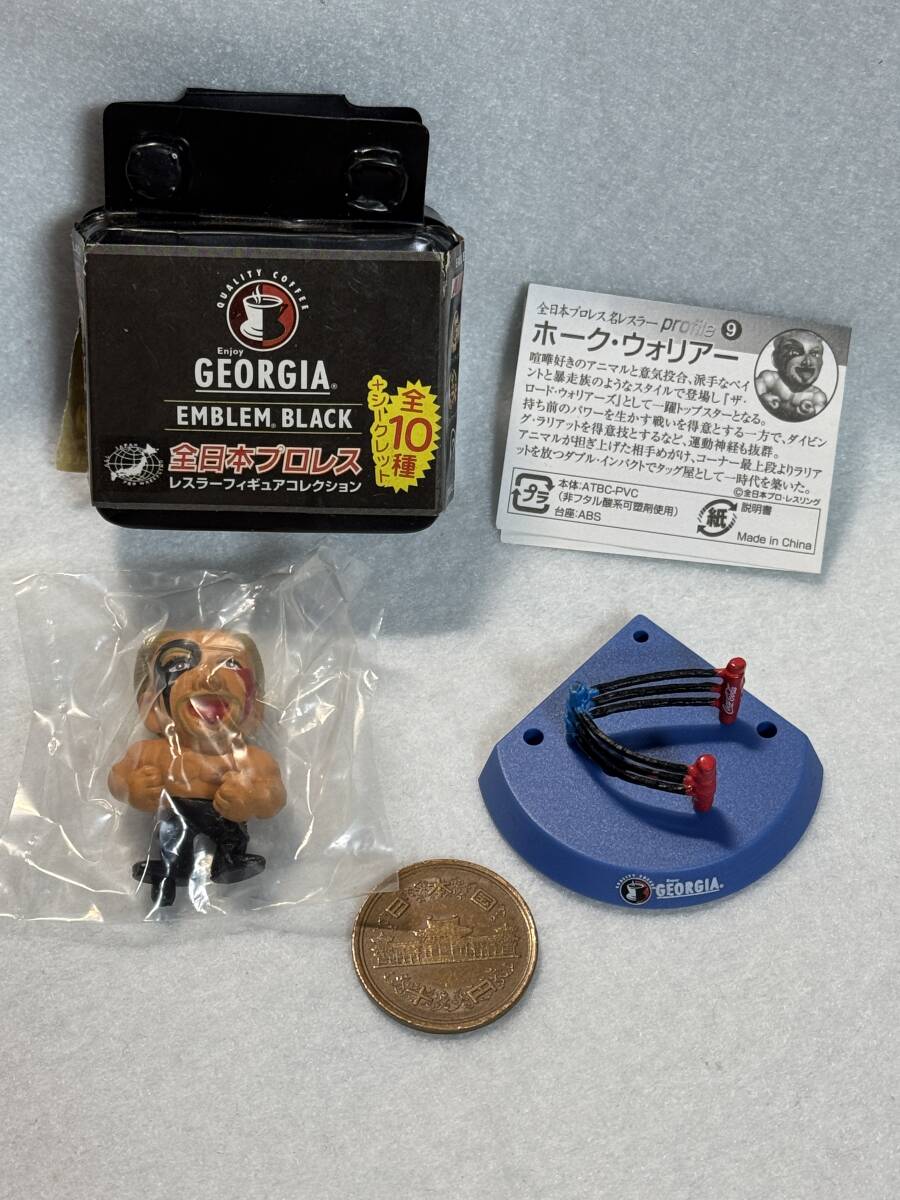 QUALITY COFFEE
Enjoy
GEORGIA®
EMBLEM® BLACK
全10種
+シークレット
JAPAN
全日本プロレス
レスラーフィギュアコレクション
全日本プロレス 名レスラー profile 9
ホーク・ウォリアー
喧嘩好きのアニマルと意気投合、派手なペイ
ントと暴走族のようなスタイルで登場し『ザ・
ロード・ウォリアーズ』として一躍トップスターとなる。
持ち前のパワーを生かす戦いを得意とする一方で、ダイビン
グ・ラリアットを得意技とするなど、運動神経も抜群。
アニマルが担ぎ上げた相手めがけ、コーナー最上段よりラリア
ットを放つダブル・インパクトでタッグ屋として一時代を築いた。
©全日本プロ・レスリング
プラ
本体:ATBC-PVC
(非フタル酸系可塑剤使用)
台座:ABS
紙
説明書
Made in China
Coca-Cola
QUALITY COFFEE
Enjoy
GEORGIA®
日本国
十円